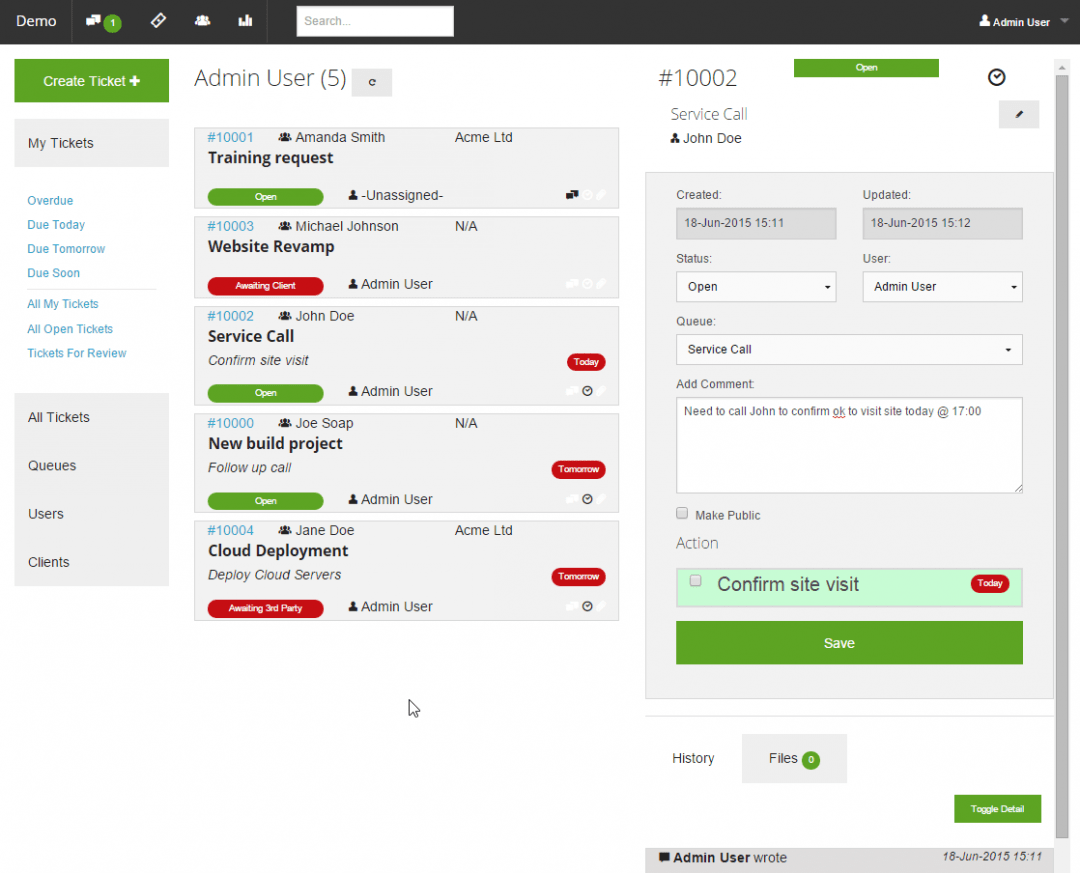 Demo 1 Search... Admin User
Create Ticket
My Tickets
Overdue
Due Today
Due Tomorrow
Due Soon
All My Tickets
All Open Tickets
Tickets For Review
All Tickets
Queues
Users
Clients
Admin User (5)
#10001 Amanda Smith Acme Ltd
Training request
Open -Unassigned-
#10003 Michael Johnson N/A
Website Revamp
Awaiting Client Admin User
#10002 John Doe N/A
Service Call
Confirm site visit Today
Open Admin User
#10000 Joe Soap N/A
New build project
Follow up call Tomorrow
Open Admin User
#10004 Jane Doe Acme Ltd
Cloud Deployment
Deploy Cloud Servers Tomorrow
Awaiting 3rd Party Admin User
#10002 Open
Service Call
John Doe
Created: Updated:
18-Jun-2015 15:11 18-Jun-2015 15:12
Status: User:
Open Admin User
Queue:
Service Call
Add Comment:
Need to call John to confirm ok to visit site today @ 17:00
Make Public
Action
Confirm site visit Today
Save
History Files 0
Toggle Detail
Admin User wrote 18-Jun-2015 15:11